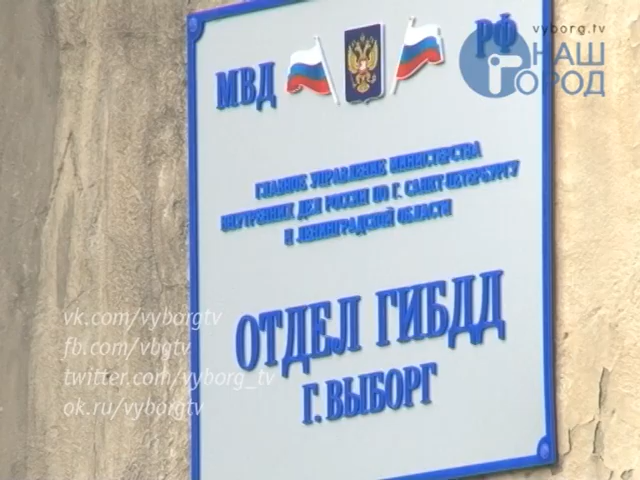 vyborg.tv
НАШ
ГОРОД
МВД РФ
ГЛАВНОЕ УПРАВЛЕНИЕ МИНИСТЕРСТВА
ВНУТРЕННИХ ДЕЛ РОССИИ ПО Г. САНКТ-ПЕТЕРБУРГУ
И ЛЕНИНГРАДСКОЙ ОБЛАСТИ
ОТДЕЛ ГИБДД
Г. ВЫБОРГ
vk.com/vyborgtv
fb.com/vbgtv
twitter.com/vyborg_tv
ok.ru/vyborgtv